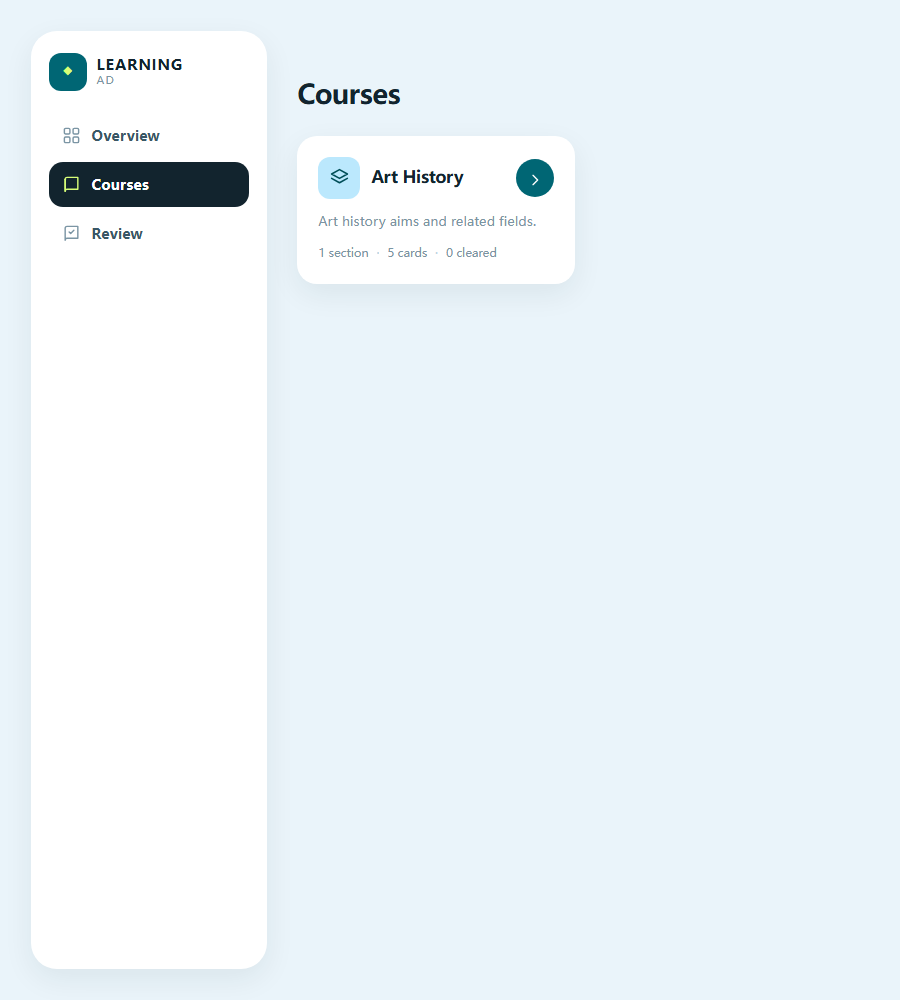 LEARNING
AD
Overview
Courses
Review
Courses
Art History
Art history aims and related fields.
1 section · 5 cards · 0 cleared